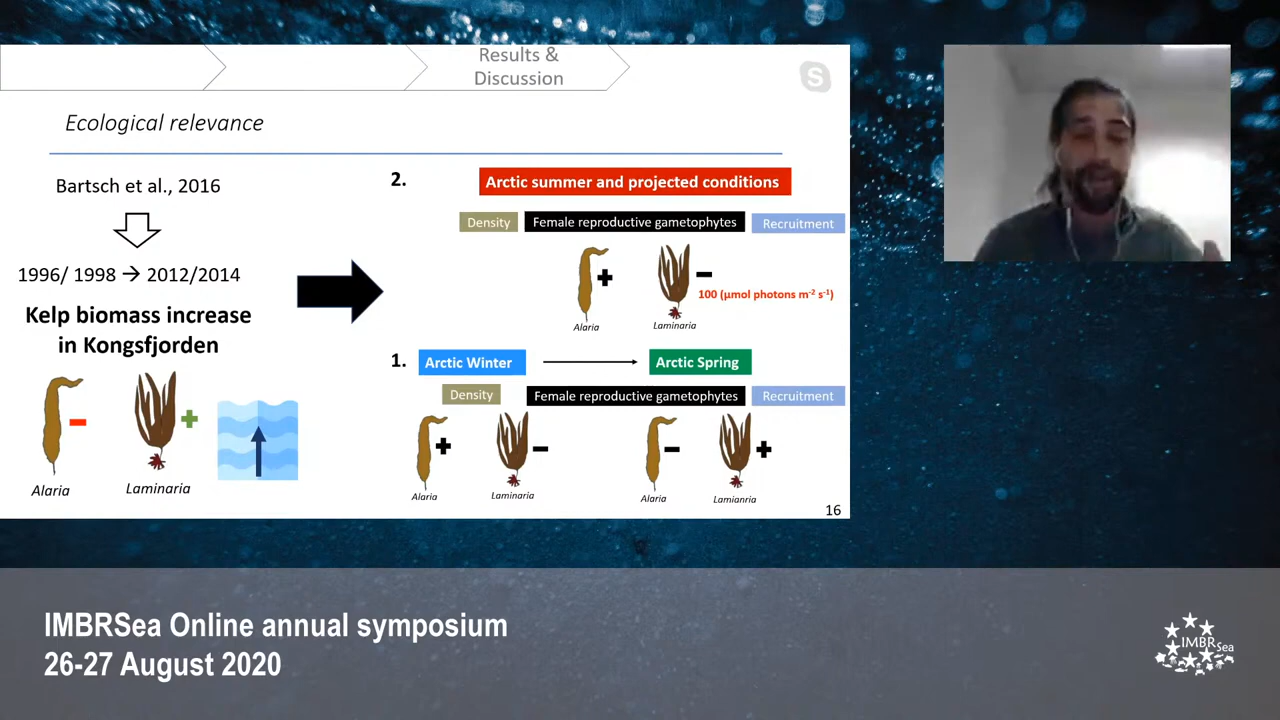 Results &
Discussion
S
Ecological relevance
Bartsch et al., 2016
1996/ 1998 → 2012/2014
Kelp biomass increase
in Kongsfjorden
-
+
Alaria
Laminaria
2.
Arctic summer and projected conditions
Density
Female reproductive gametophytes
Recruitment
+
-
100 (µmol photons m⁻² s⁻¹)
Alaria
Laminaria
1.
Arctic Winter
Arctic Spring
Density
Female reproductive gametophytes
Recruitment
+
-
-
+
Alaria
Laminaria
Alaria
Lamianria
16
IMBRSea Online annual symposium
26-27 August 2020
IMBRSea